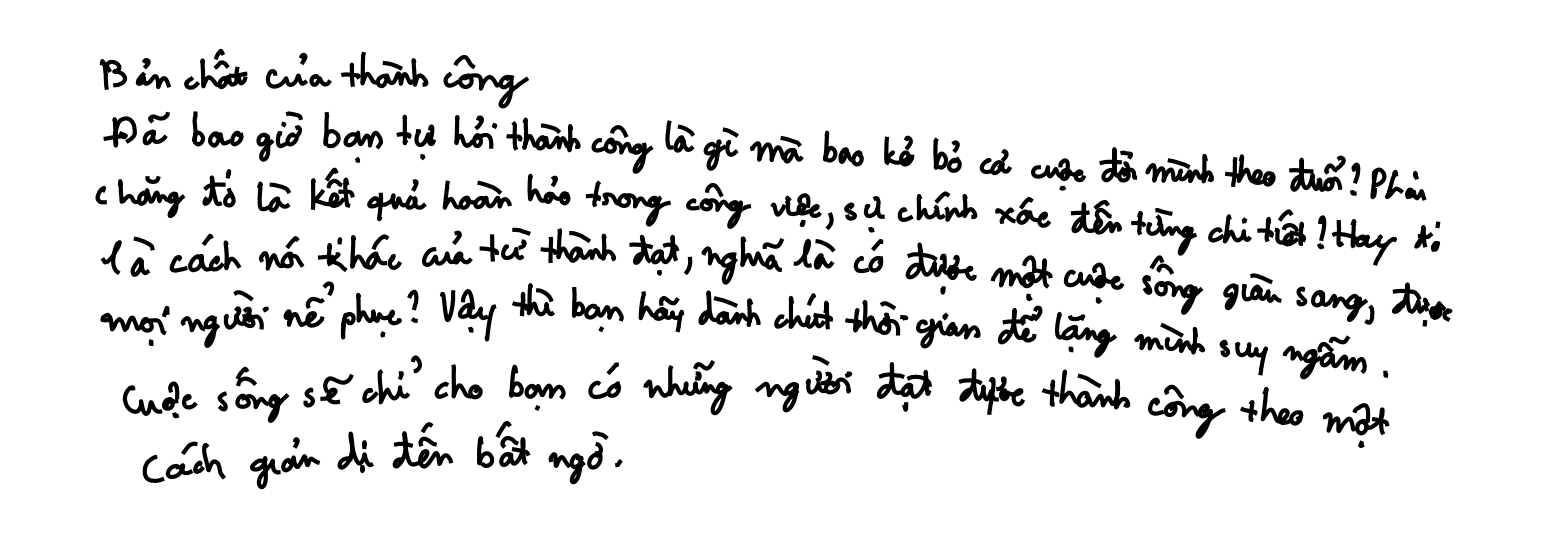 Bản chất của thành công
Đã bao giờ bạn tự hỏi thành công là gì mà bao kẻ bỏ cả cuộc đời mình theo đuổi? Phải
chăng đó là kết quả hoàn hảo trong công việc, sự chính xác đến từng chi tiết? Hay đó
là cách nói khác của từ thành đạt, nghĩa là có được một cuộc sống giàu sang, được
mọi người nể phục? Vậy thì bạn hãy dành chút thời gian để lặng mình suy ngẫm.
Cuộc sống sẽ chỉ cho bạn có những người đạt được thành công theo một
cách giản dị đến bất ngờ.